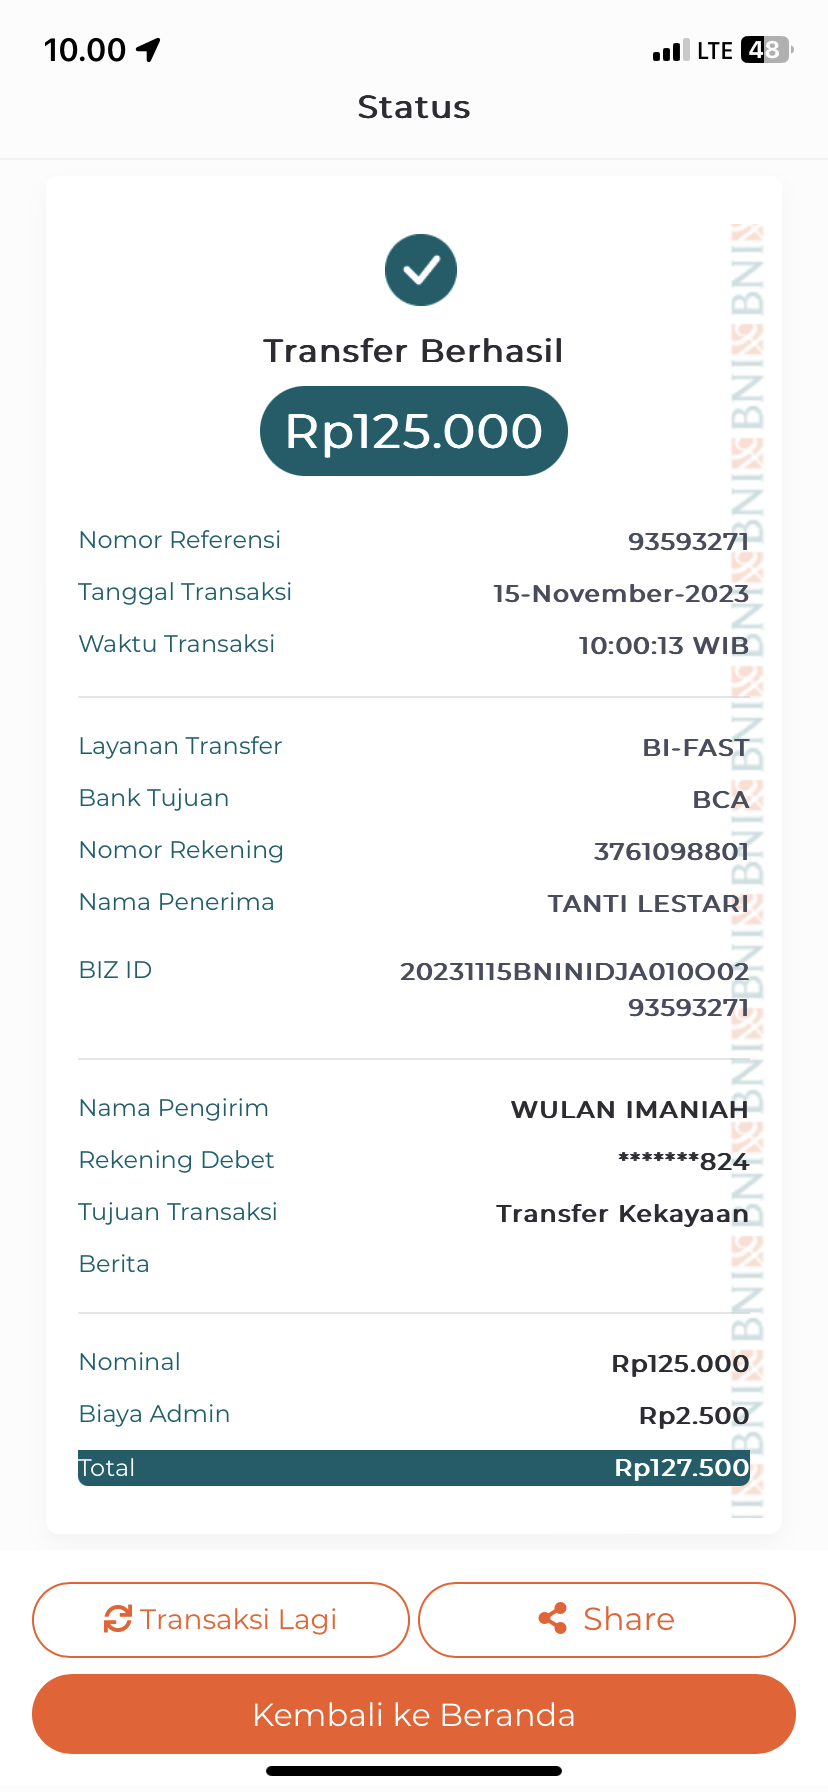 10.00
LTE 48
Status
Transfer Berhasil
Rp125.000
Nomor Referensi 93593271
Tanggal Transaksi 15-November-2023
Waktu Transaksi 10:00:13 WIB
Layanan Transfer BI-FAST
Bank Tujuan BCA
Nomor Rekening 3761098801
Nama Penerima TANTI LESTARI
BIZ ID 20231115BNINIDJA010O02
93593271
Nama Pengirim WULAN IMANIAH
Rekening Debet *******824
Tujuan Transaksi Transfer Kekayaan
Berita
Nominal Rp125.000
Biaya Admin Rp2.500
Total Rp127.500
BNI BNI BNI BNI BNI BNI BNI BNI BNI BNI BNI
Transaksi Lagi
Share
Kembali ke Beranda